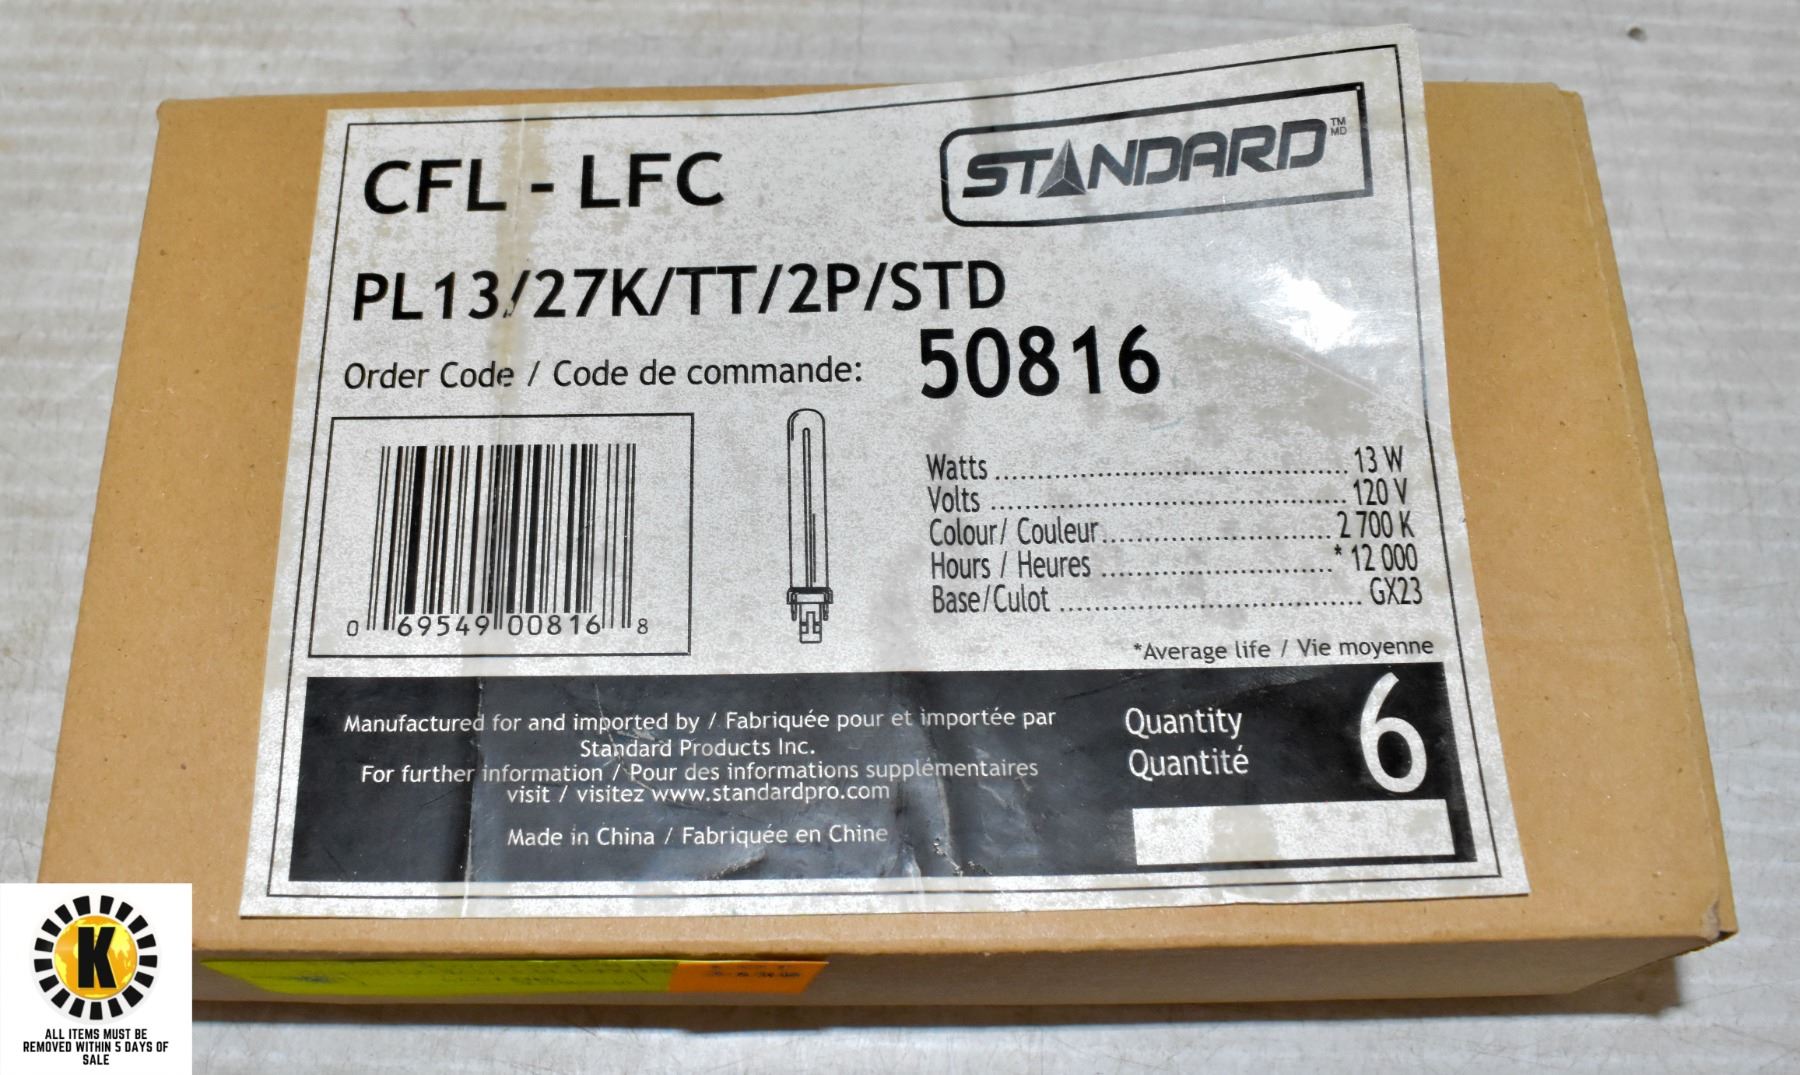 CFL - LFC
STANDARD TM MD
PL13/27K/TT/2P/STD
Order Code / Code de commande: 50816
0 69549 00816 8
Watts 13 W
Volts 120 V
Colour/ Couleur 2 700 K
Hours / Heures * 12 000
Base/Culot GX23
*Average life / Vie moyenne
Manufactured for and imported by / Fabriquée pour et importée par
Standard Products Inc.
For further information / Pour des informations supplémentaires
visit / visitez www.standardpro.com
Made in China / Fabriquée en Chine
Quantity
Quantité
6
K
ALL ITEMS MUST BE
REMOVED WITHIN 5 DAYS OF
SALE